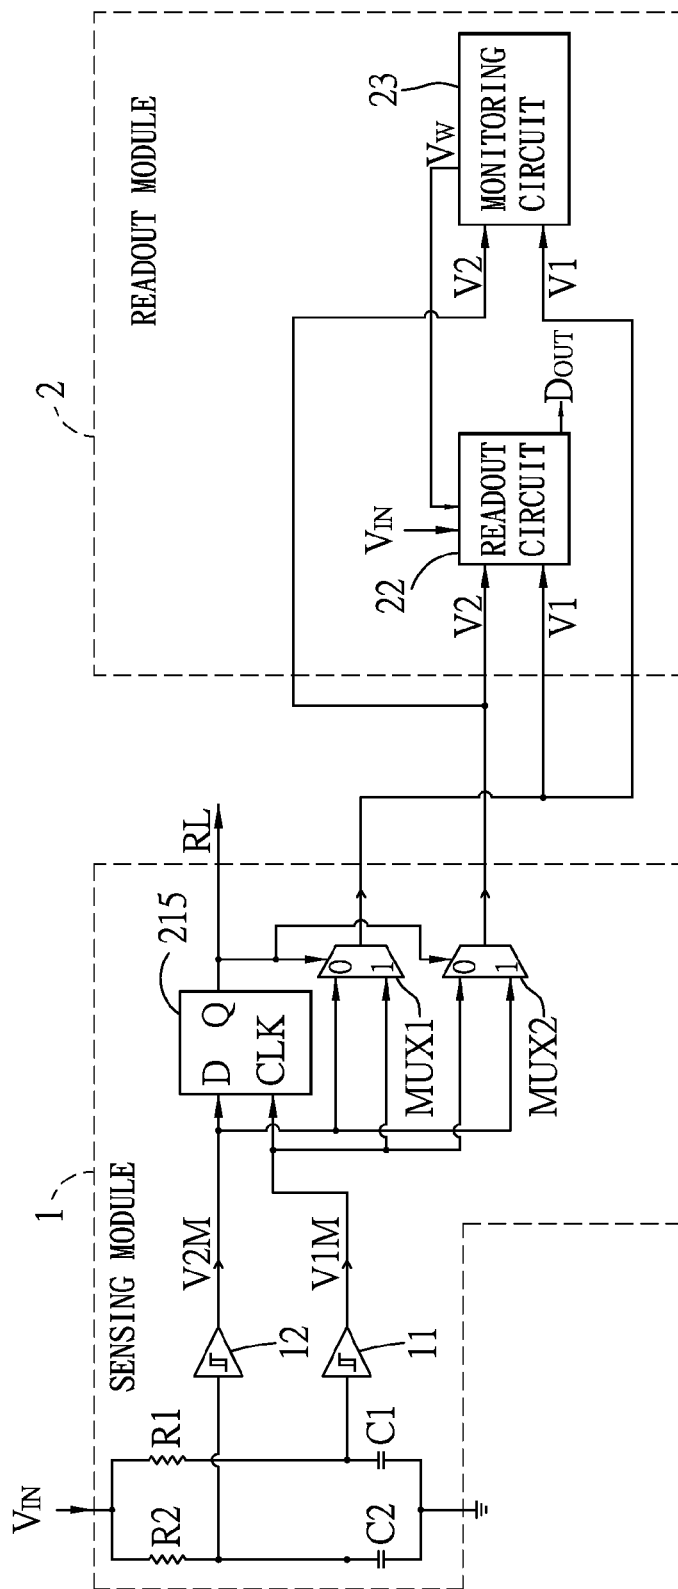 1
SENSING MODULE
VIN
R2
R1
C2
C1
12
11
V2M
V1M
215
D Q
CLK
RL
0
1
MUX1
0
1
MUX2
2
READOUT MODULE
VIN
22
READOUT
CIRCUIT
V2
V1
DOUT
VW
23
MONITORING
CIRCUIT
V2
V1